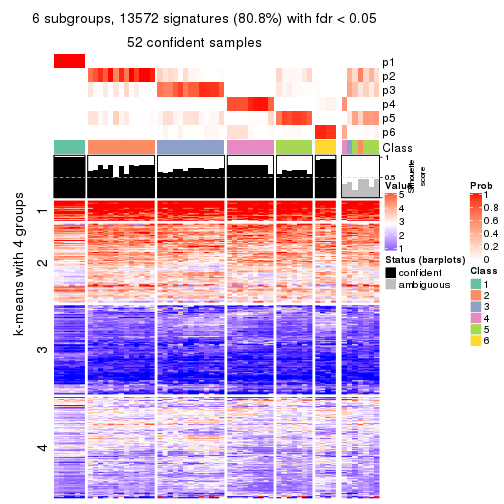 6 subgroups, 13572 signatures (80.8%) with fdr < 0.05
52 confident samples
p1
p2
p3
p4
p5
p6
Class
1
0.5
0
Silhouette
score
k-means with 4 groups
1
2
3
4
Value
5
4
3
2
1
Status (barplots)
confident
ambiguous
Prob
1
0.8
0.6
0.4
0.2
0
Class
1
2
3
4
5
6